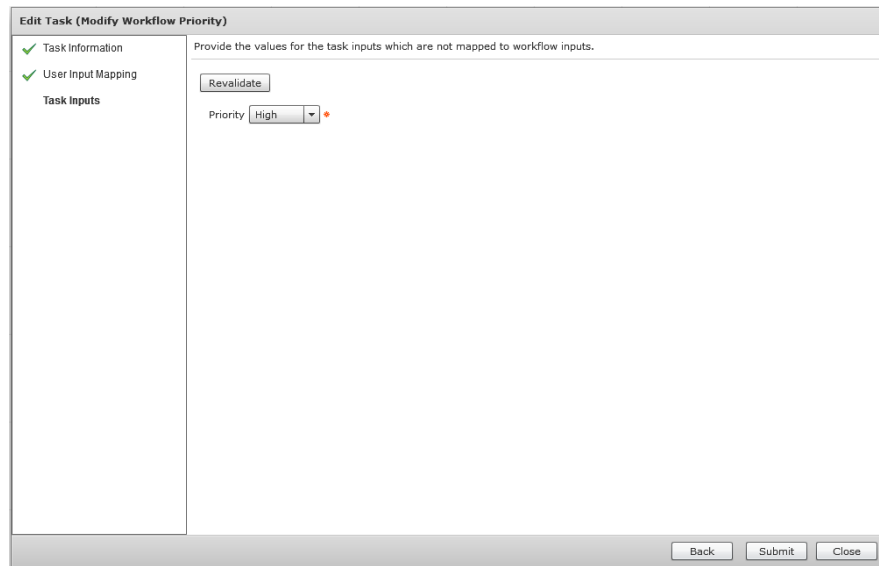 Edit Task (Modify Workflow Priority)
Task Information
User Input Mapping
Task Inputs
Provide the values for the task inputs which are not mapped to workflow inputs.
Revalidate
Priority High *
Back Submit Close